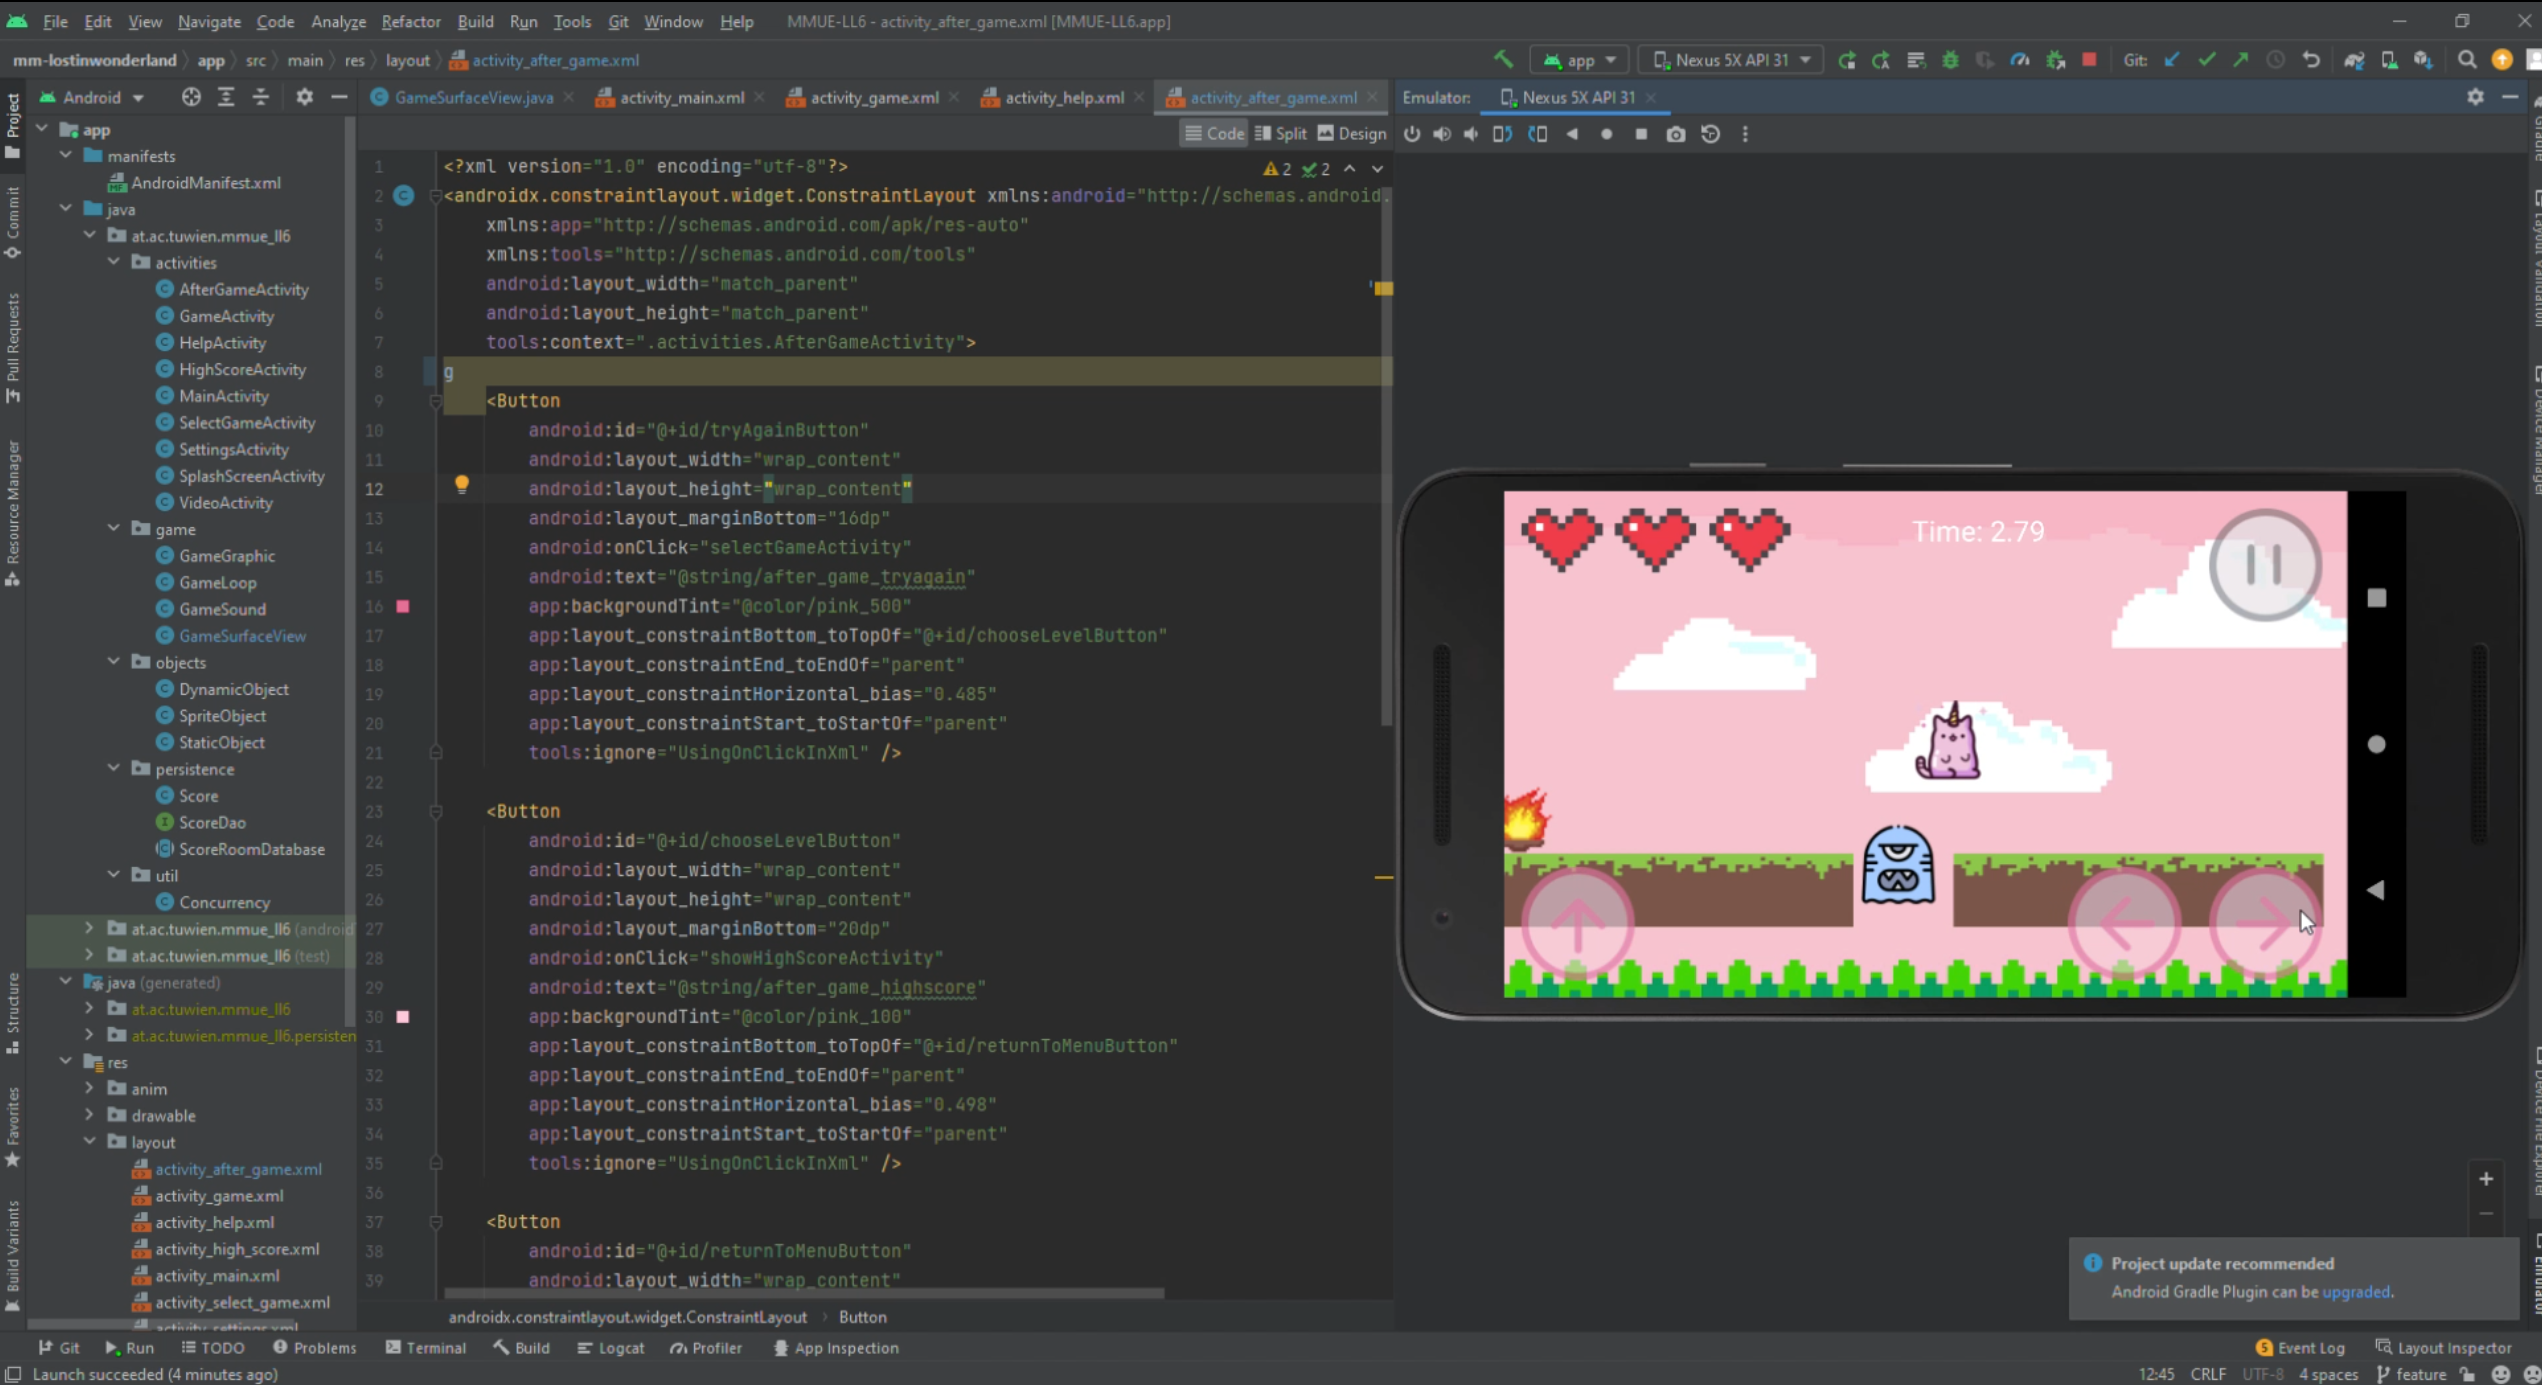 File Edit View Navigate Code Analyze Refactor Build Run Tools Git Window Help MMUE-LL6 - activity_after_game.xml [MMUE-LL6.app]
mm-lostinwonderland app src main res layout activity_after_game.xml app Nexus 5X API 31 Git:
Android GameSurfaceView.java activity_main.xml activity_game.xml activity_help.xml activity_after_game.xml Emulator: Nexus 5X API 31
Code Split Design
Project
Commit
Pull Requests
Resource Manager
Structure
Favorites
Build Variants
app
manifests
AndroidManifest.xml
java
at.ac.tuwien.mmue_ll6
activities
AfterGameActivity
GameActivity
HelpActivity
HighScoreActivity
MainActivity
SelectGameActivity
SettingsActivity
SplashScreenActivity
VideoActivity
game
GameGraphic
GameLoop
GameSound
GameSurfaceView
objects
DynamicObject
SpriteObject
StaticObject
persistence
Score
ScoreDao
ScoreRoomDatabase
util
Concurrency
at.ac.tuwien.mmue_ll6 (android
at.ac.tuwien.mmue_ll6 (test)
java (generated)
at.ac.tuwien.mmue_ll6
at.ac.tuwien.mmue_ll6.persisten
res
anim
drawable
layout
activity_after_game.xml
activity_game.xml
activity_help.xml
activity_high_score.xml
activity_main.xml
activity_select_game.xml
activity_settings.xml
2 2
1 <?xml version="1.0" encoding="utf-8"?>
2 <androidx.constraintlayout.widget.ConstraintLayout xmlns:android="http://schemas.android.
3 xmlns:app="http://schemas.android.com/apk/res-auto"
4 xmlns:tools="http://schemas.android.com/tools"
5 android:layout_width="match_parent"
6 android:layout_height="match_parent"
7 tools:context=".activities.AfterGameActivity">
8 g
9 <Button
10 android:id="@+id/tryAgainButton"
11 android:layout_width="wrap_content"
12 android:layout_height="wrap_content"
13 android:layout_marginBottom="16dp"
14 android:onClick="selectGameActivity"
15 android:text="@string/after_game_tryagain"
16 app:backgroundTint="@color/pink_500"
17 app:layout_constraintBottom_toTopOf="@+id/chooseLevelButton"
18 app:layout_constraintEnd_toEndOf="parent"
19 app:layout_constraintHorizontal_bias="0.485"
20 app:layout_constraintStart_toStartOf="parent"
21 tools:ignore="UsingOnClickInXml" />
22
23 <Button
24 android:id="@+id/chooseLevelButton"
25 android:layout_width="wrap_content"
26 android:layout_height="wrap_content"
27 android:layout_marginBottom="20dp"
28 android:onClick="showHighScoreActivity"
29 android:text="@string/after_game_highscore"
30 app:backgroundTint="@color/pink_100"
31 app:layout_constraintBottom_toTopOf="@+id/returnToMenuButton"
32 app:layout_constraintEnd_toEndOf="parent"
33 app:layout_constraintHorizontal_bias="0.498"
34 app:layout_constraintStart_toStartOf="parent"
35 tools:ignore="UsingOnClickInXml" />
36
37 <Button
38 android:id="@+id/returnToMenuButton"
39 android:layout_width="wrap_content"
androidx.constraintlayout.widget.ConstraintLayout Button
Time: 2.79
Project update recommended
Android Gradle Plugin can be upgraded.
Git Run TODO Problems Terminal Build Logcat Profiler App Inspection 5 Event Log Layout Inspector
Launch succeeded (4 minutes ago) 12:45 CRLF UTF-8 4 spaces feature